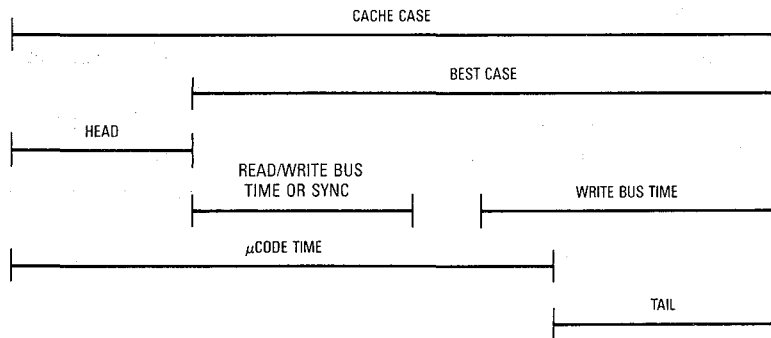 CACHE CASE
BEST CASE
HEAD
READ/WRITE BUS
TIME OR SYNC
WRITE BUS TIME
μCODE TIME
TAIL